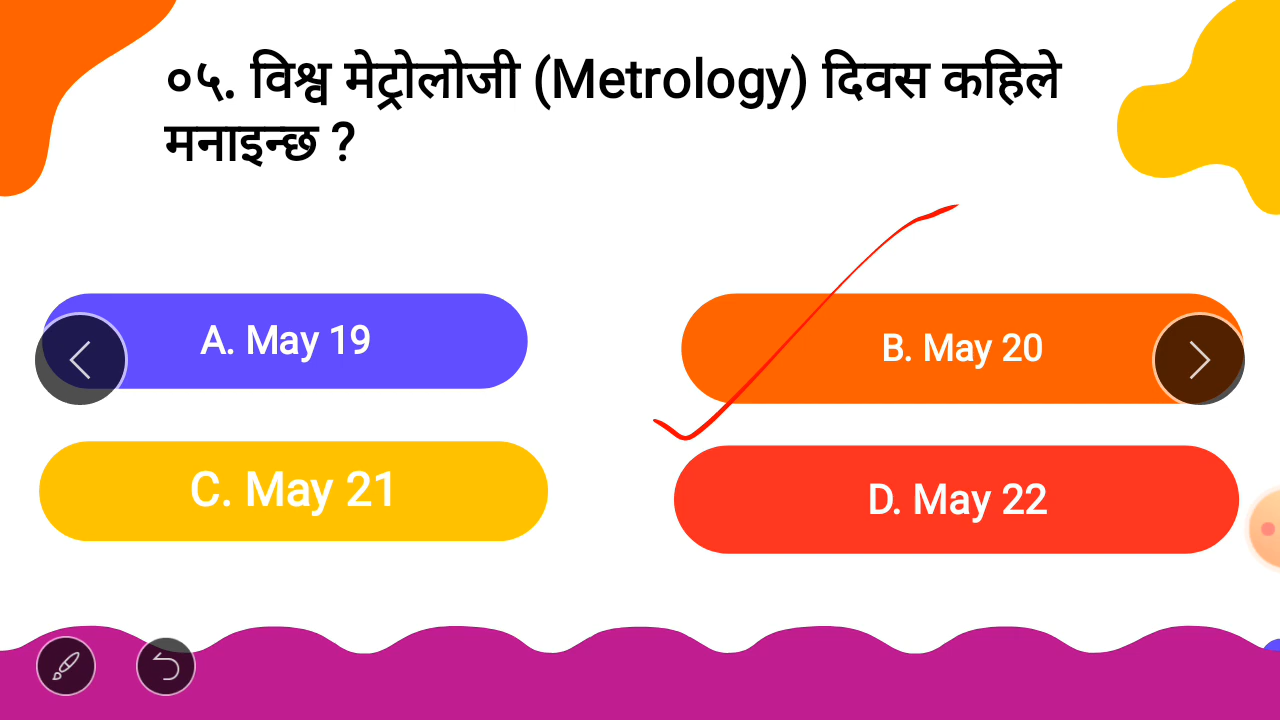 ०५. विश्व मेट्रोलोजी (Metrology) दिवस कहिले
मनाइन्छ ?
A. May 19
B. May 20
C. May 21
D. May 22